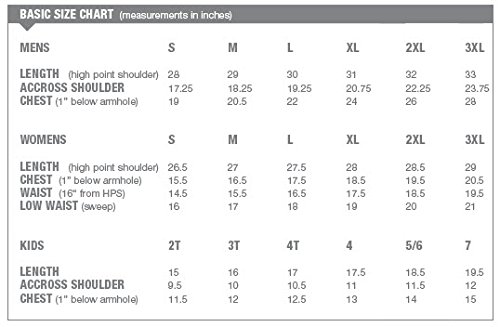 BASIC SIZE CHART (measurements in inches)
MENS S M L XL 2XL 3XL
LENGTH (high point shoulder) 28 29 30 31 32 33
ACCROSS SHOULDER 17.25 18.25 19.25 20.75 22.25 23.75
CHEST (1" below armhole) 19 20.5 22 24 26 28
WOMENS S M L XL 2XL 3XL
LENGTH (high point shoulder) 26.5 27 27.5 28 28.5 29
CHEST (1" below armhole) 15.5 16.5 17.5 18.5 19.5 20.5
WAIST (16" from HPS) 14.5 15.5 16.5 17.5 18.5 19.5
LOW WAIST (sweep) 16 17 18 19 20 21
KIDS 2T 3T 4T 4 5/6 7
LENGTH 15 16 17 17.5 18.5 19.5
ACCROSS SHOULDER 9.5 10 10.5 11 11.5 12
CHEST (1" below armhole) 11.5 12 12.5 13 14 15